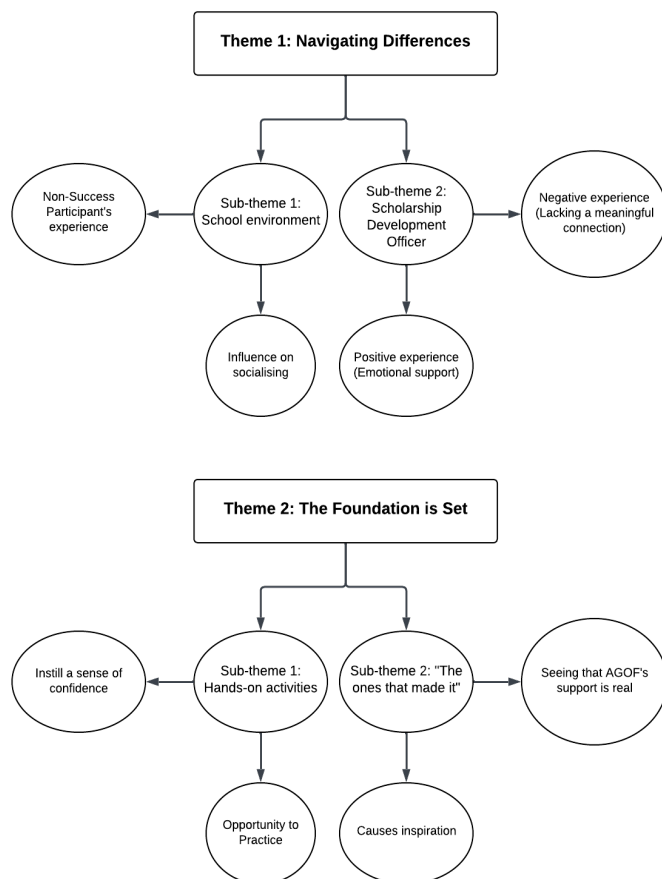 Theme 1: Navigating Differences
Non-Success
Participant's
experience
Sub-theme 1:
School environment
Sub-theme 2:
Scholarship
Development
Officer
Negative experience
(Lacking a meaningful
connection)
Influence on
socialising
Positive experience
(Emotional support)
Theme 2: The Foundation is Set
Instill a sense of
confidence
Sub-theme 1:
Hands-on activities
Sub-theme 2: "The
ones that made it"
Seeing that AGOF's
support is real
Opportunity to
Practice
Causes inspiration